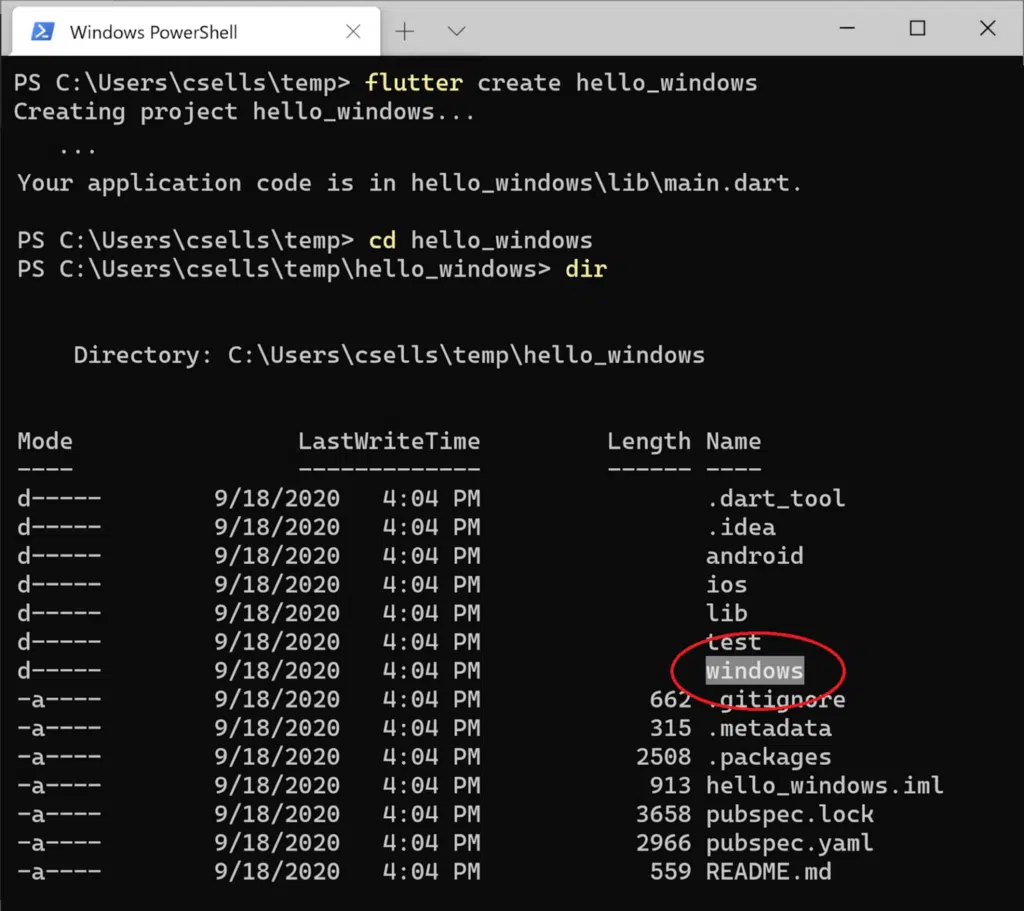 Windows PowerShell
PS C:\Users\csells\temp> flutter create hello_windows
Creating project hello_windows...
...
Your application code is in hello_windows\lib\main.dart.
PS C:\Users\csells\temp> cd hello_windows
PS C:\Users\csells\temp\hello_windows> dir
Directory: C:\Users\csells\temp\hello_windows
Mode LastWriteTime Length Name
---- ------------- ------ ----
d----- 9/18/2020 4:04 PM .dart_tool
d----- 9/18/2020 4:04 PM .idea
d----- 9/18/2020 4:04 PM android
d----- 9/18/2020 4:04 PM ios
d----- 9/18/2020 4:04 PM lib
d----- 9/18/2020 4:04 PM test
d----- 9/18/2020 4:04 PM windows
-a---- 9/18/2020 4:04 PM 662 .gitignore
-a---- 9/18/2020 4:04 PM 315 .metadata
-a---- 9/18/2020 4:04 PM 2508 .packages
-a---- 9/18/2020 4:04 PM 913 hello_windows.iml
-a---- 9/18/2020 4:04 PM 3658 pubspec.lock
-a---- 9/18/2020 4:04 PM 2966 pubspec.yaml
-a---- 9/18/2020 4:04 PM 559 README.md